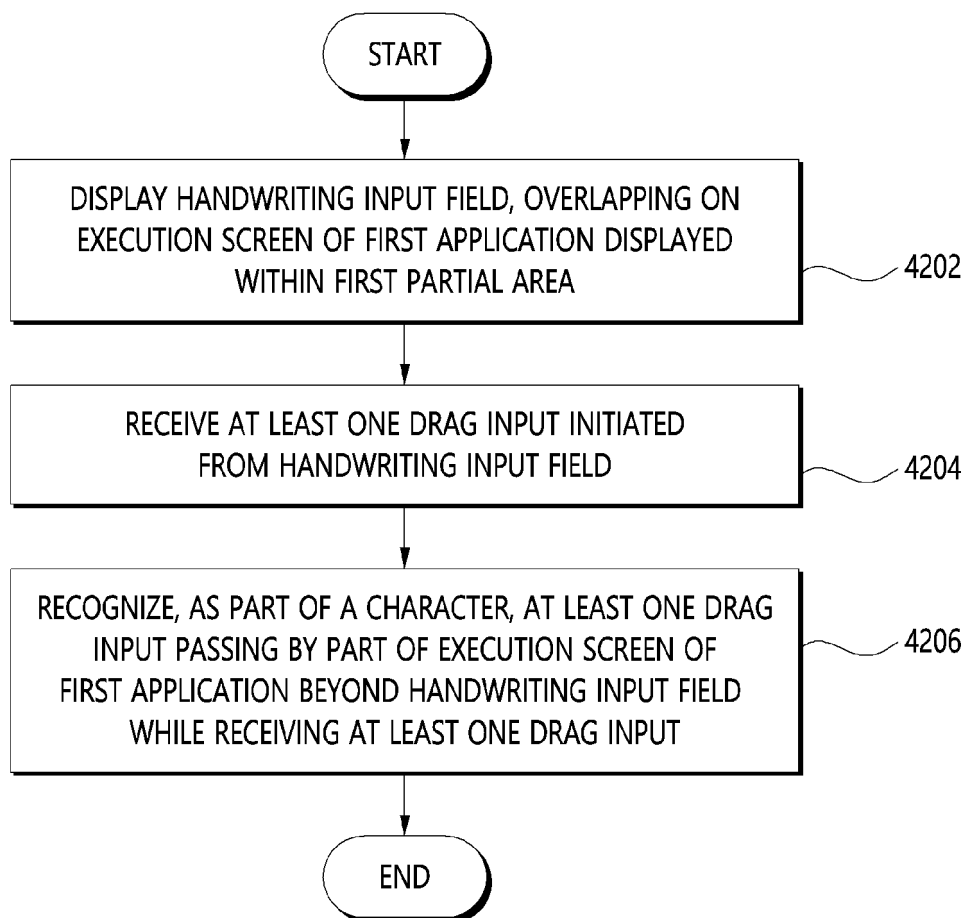 START
DISPLAY HANDWRITING INPUT FIELD, OVERLAPPING ON
EXECUTION SCREEN OF FIRST APPLICATION DISPLAYED
WITHIN FIRST PARTIAL AREA
4202
RECEIVE AT LEAST ONE DRAG INPUT INITIATED
FROM HANDWRITING INPUT FIELD
4204
RECOGNIZE, AS PART OF A CHARACTER, AT LEAST ONE DRAG
INPUT PASSING BY PART OF EXECUTION SCREEN OF
FIRST APPLICATION BEYOND HANDWRITING INPUT FIELD
WHILE RECEIVING AT LEAST ONE DRAG INPUT
4206
END